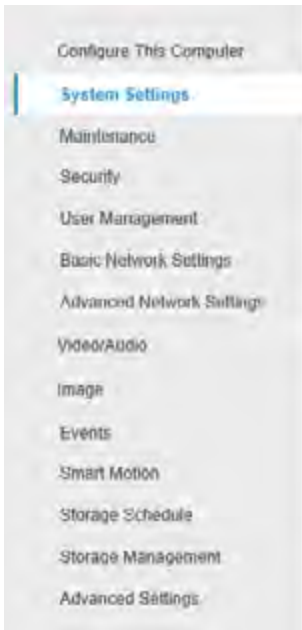 Configure This Computer
System Settings
Maintenance
Security
User Management
Basic Network Settings
Advanced Network Settings
Video/Audio
Image
Events
Smart Motion
Storage Schedule
Storage Management
Advanced Settings